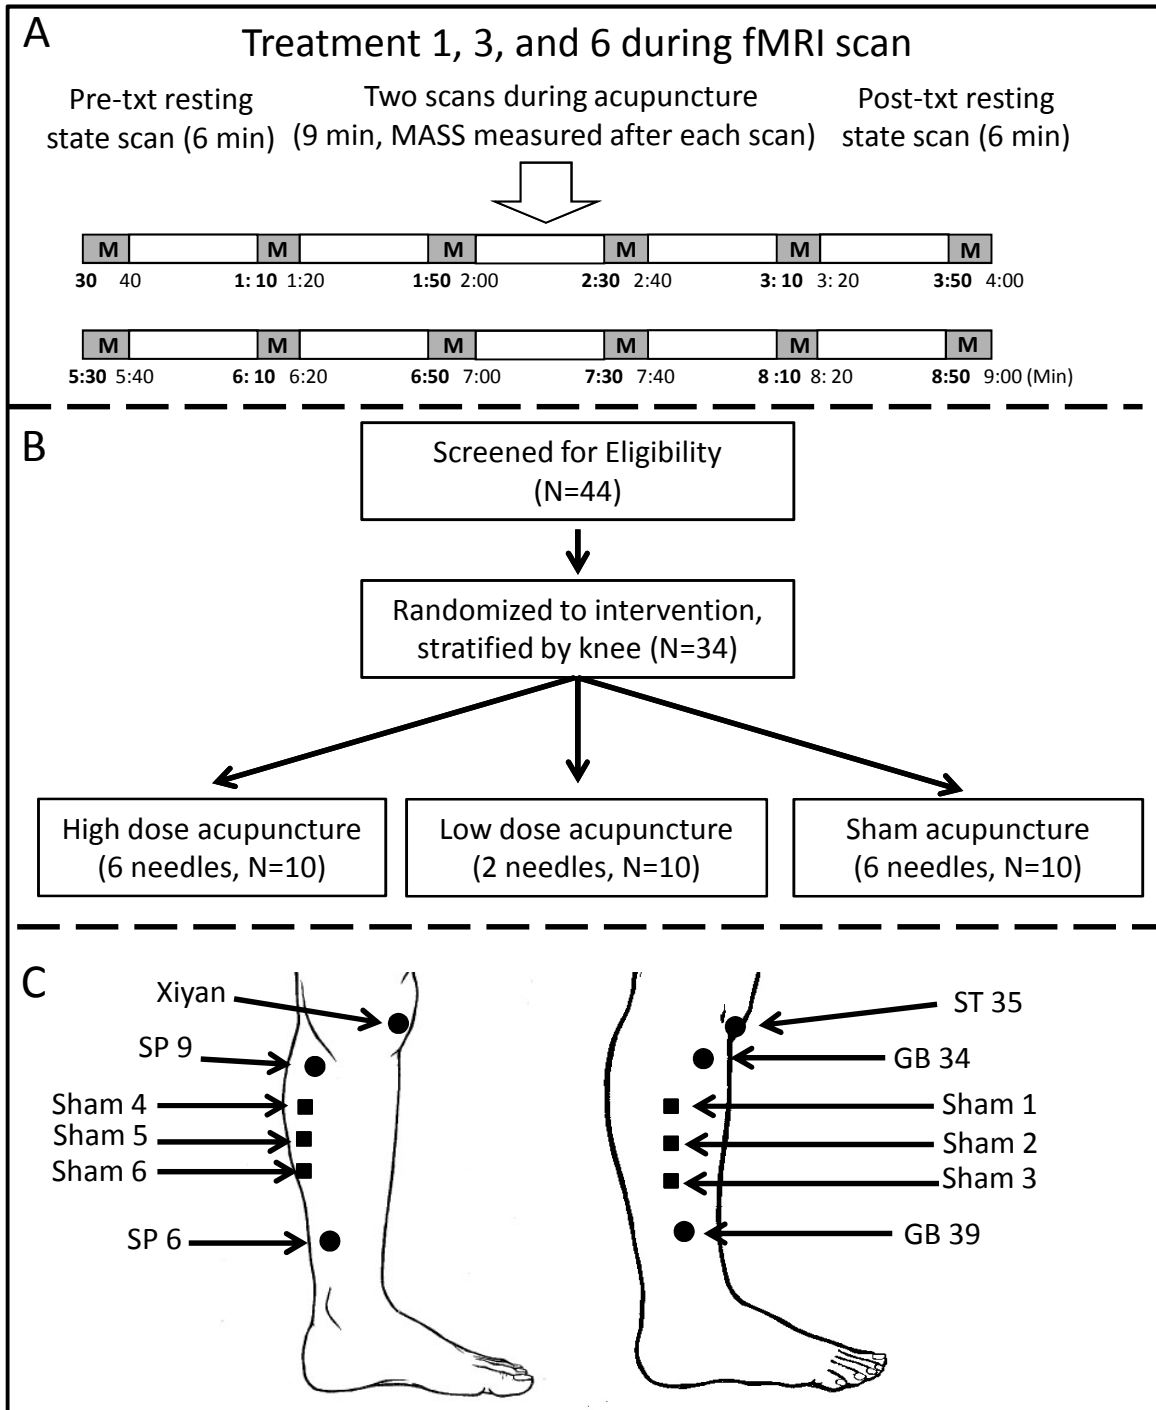 A
Treatment 1, 3, and 6 during fMRI scan
Pre-txt resting
state scan (6 min)
Two scans during acupuncture
(9 min, MASS measured after each scan)
Post-txt resting
state scan (6 min)
M M M M M M
30 40 1: 10 1:20 1:50 2:00 2:30 2:40 3: 10 3: 20 3:50 4:00
M M M M M M
5:30 5:40 6: 10 6:20 6:50 7:00 7:30 7:40 8 :10 8: 20 8:50 9:00 (Min)
B
Screened for Eligibility
(N=44)
Randomized to intervention,
stratified by knee (N=34)
High dose acupuncture
(6 needles, N=10)
Low dose acupuncture
(2 needles, N=10)
Sham acupuncture
(6 needles, N=10)
C
Xiyan
SP 9
Sham 4
Sham 5
Sham 6
SP 6
ST 35
GB 34
Sham 1
Sham 2
Sham 3
GB 39